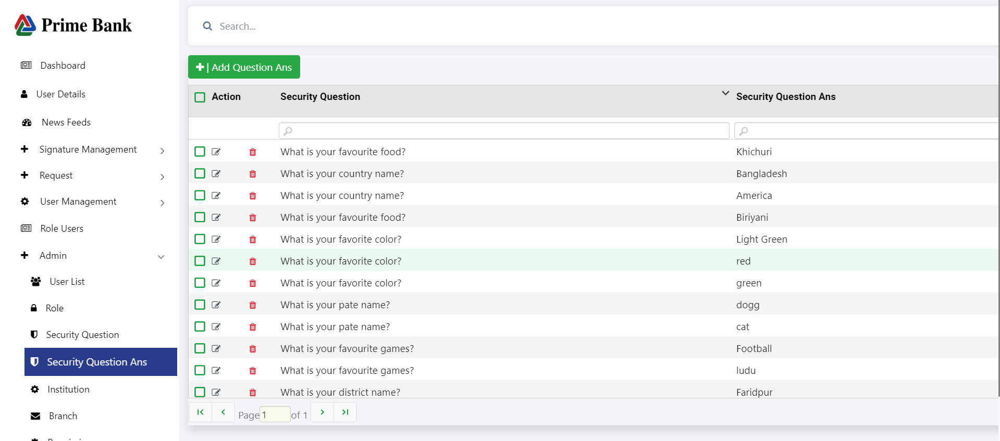 Prime Bank
Dashboard
User Details
News Feeds
Signature Management
Request
User Management
Role Users
Admin
User List
Role
Security Question
Security Question Ans
Institution
Branch
Search...
| Add Question Ans
Action Security Question Security Question Ans
What is your favourite food? Khichuri
What is your country name? Bangladesh
What is your country name? America
What is your favourite food? Biriyani
What is your favorite color? Light Green
What is your favorite color? red
What is your favorite color? green
What is your pate name? dogg
What is your pate name? cat
What is your favourite games? Football
What is your favourite games? ludu
What is your district name? Faridpur
Page 1 of 1